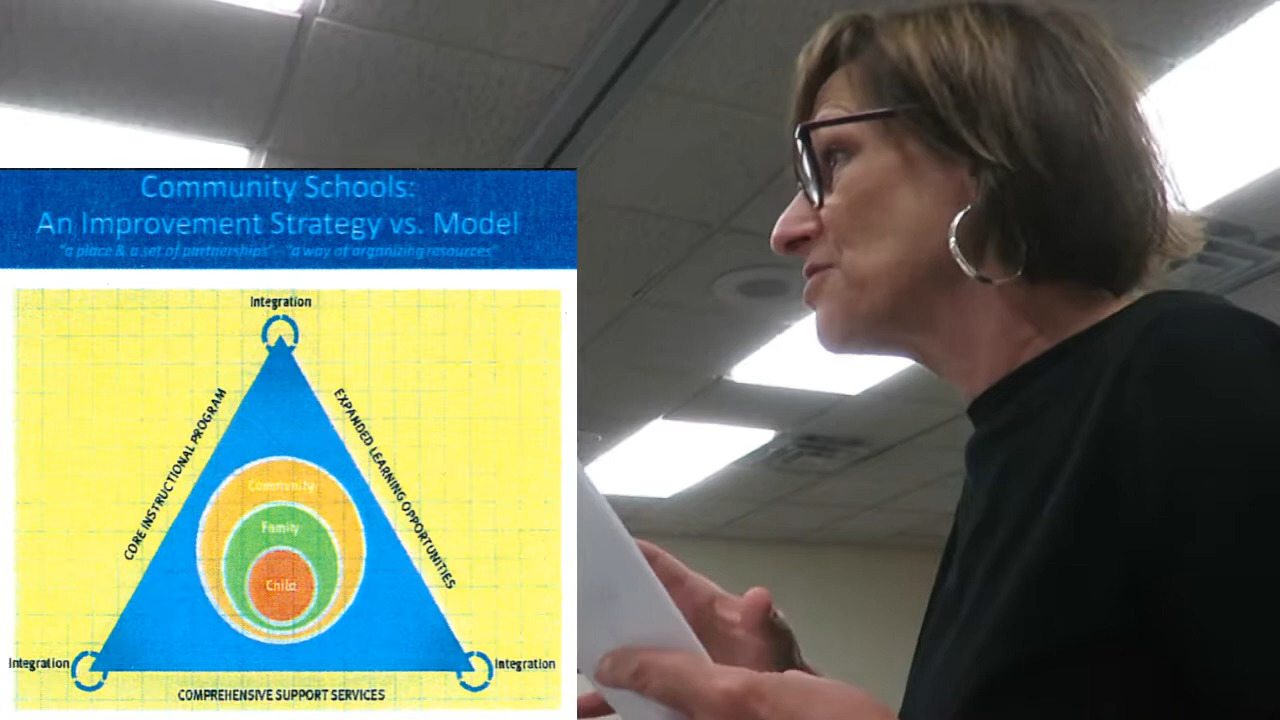 Community Schools:
An Improvement Strategy vs. Model
"a place & a set of partnerships" "a way of organizing resources"
Integration
CORE INSTRUCTIONAL PROGRAM
EXPANDED LEARNING OPPORTUNITIES
Community
Family
Child
Integration
Integration
COMPREHENSIVE SUPPORT SERVICES